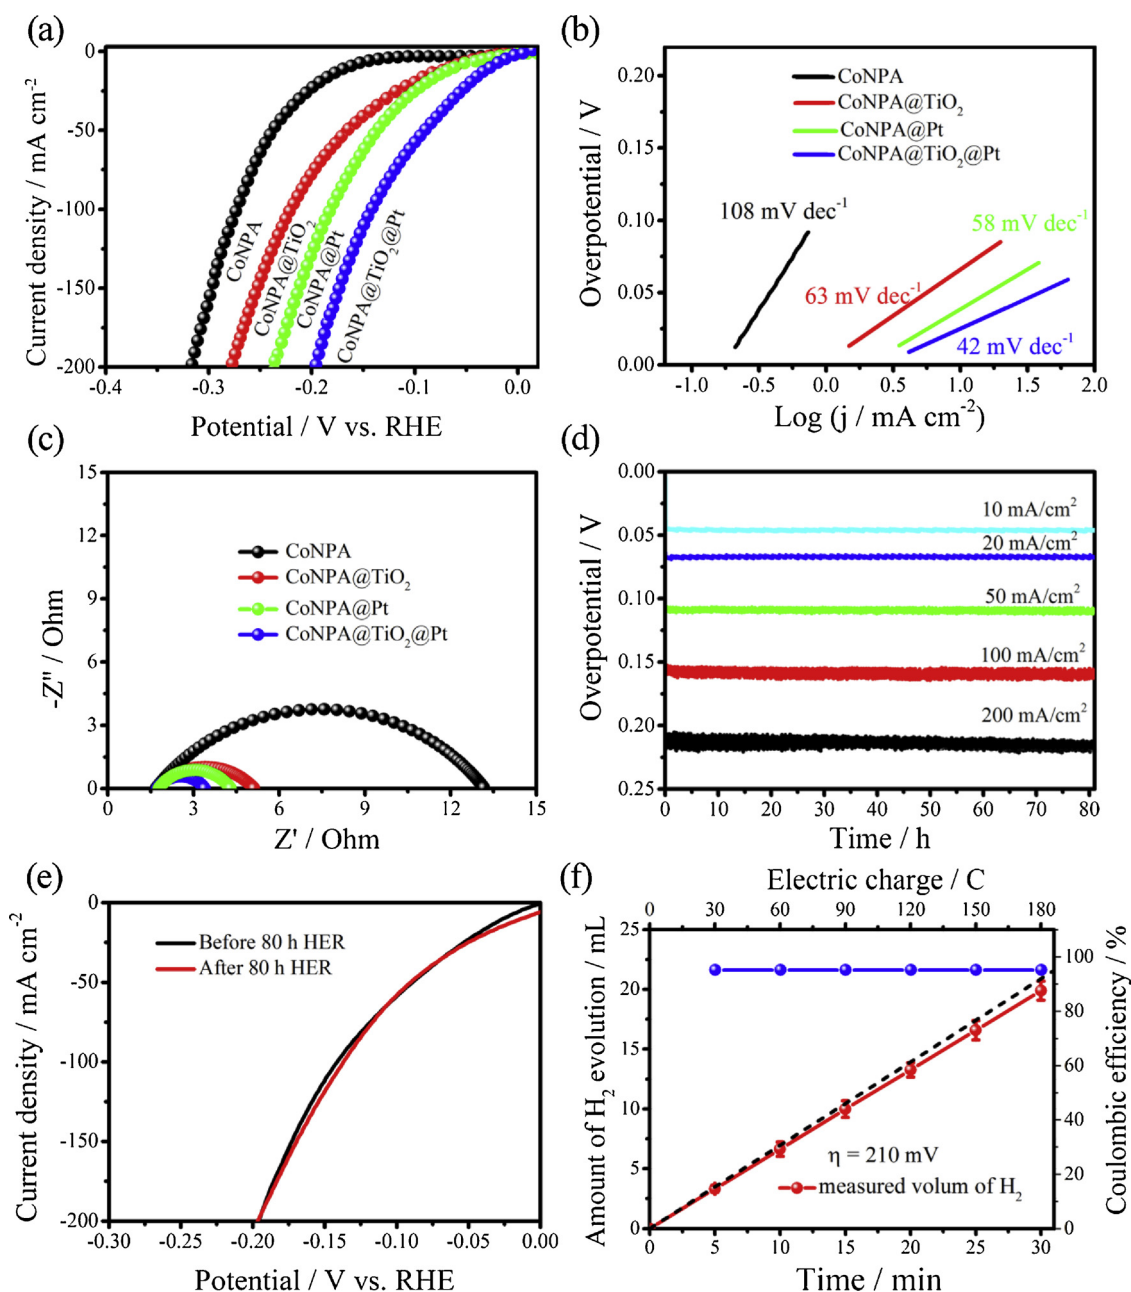 (a)
0
-50
-100
-150
-200
-0.4
-0.3
-0.2
-0.1
0.0
Current density / mA cm⁻²
Potential / V vs. RHE
CoNPA
CoNPA@TiO₂
CoNPA@Pt
CoNPA@TiO₂@Pt
(b)
0.20
0.15
0.10
0.05
0.00
-1.0
-0.5
0.0
0.5
1.0
1.5
2.0
Overpotential / V
Log (j / mA cm⁻²)
CoNPA
CoNPA@TiO₂
CoNPA@Pt
CoNPA@TiO₂@Pt
108 mV dec⁻¹
58 mV dec⁻¹
63 mV dec⁻¹
42 mV dec⁻¹
(c)
15
12
9
6
3
0
0
3
6
9
12
15
-Z" / Ohm
Z' / Ohm
CoNPA
CoNPA@TiO₂
CoNPA@Pt
CoNPA@TiO₂@Pt
(d)
0.00
0.05
0.10
0.15
0.20
0.25
0
10
20
30
40
50
60
70
80
Overpotential / V
Time / h
10 mA/cm²
20 mA/cm²
50 mA/cm²
100 mA/cm²
200 mA/cm²
(e)
0
-50
-100
-150
-200
-0.30
-0.25
-0.20
-0.15
-0.10
-0.05
0.00
Current density / mA cm⁻²
Potential / V vs. RHE
Before 80 h HER
After 80 h HER
(f)
Electric charge / C
0
30
60
90
120
150
180
25
20
15
10
5
0
100
80
60
40
20
0
0
5
10
15
20
25
30
Amount of H₂ evolution / mL
Coulombic efficiency / %
Time / min
η = 210 mV
measured volum of H₂